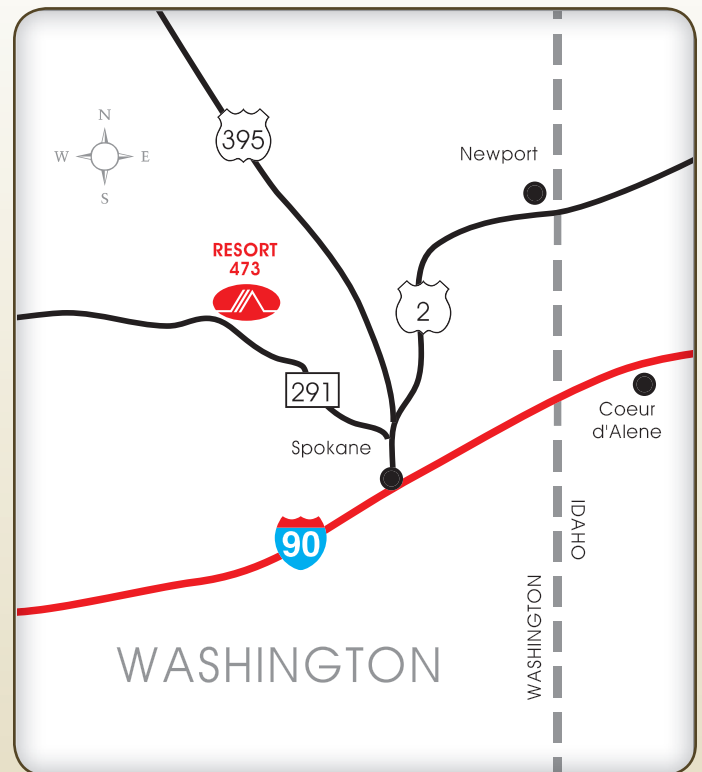 N
395
W
E
Newport
S
RESORT
473
2
291
Coeur
d'Alene
Spokane
IDAHO
90
WASHINGTON
WASHINGTON